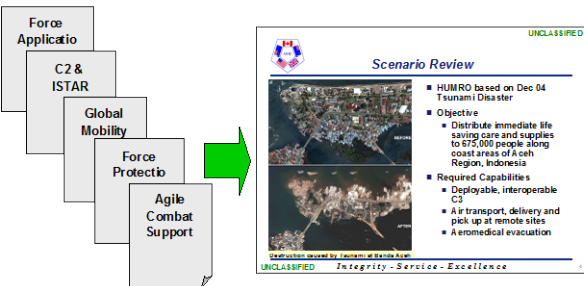 Force
Applicatio
C2 &
ISTAR
Global
Mobility
Force
Protectio
Agile
Combat
Support
UNCLASSIFIED
Scenario Review
BEFORE
AFTER
Destruction caused by Tsunami at Banda Aceh
■ HUMRO based on Dec 04
Tsunami Disaster
■ Objective
■ Distribute immediate life
saving care and supplies
to 675,000 people along
coast areas of Aceh
Region, Indonesia
■ Required Capabilities
■ Deployable, interoperable
C3
■ Air transport, delivery and
pick up at remote sites
■ Aeromedical evacuation
UNCLASSIFIED
Integrity - Service - Excellence